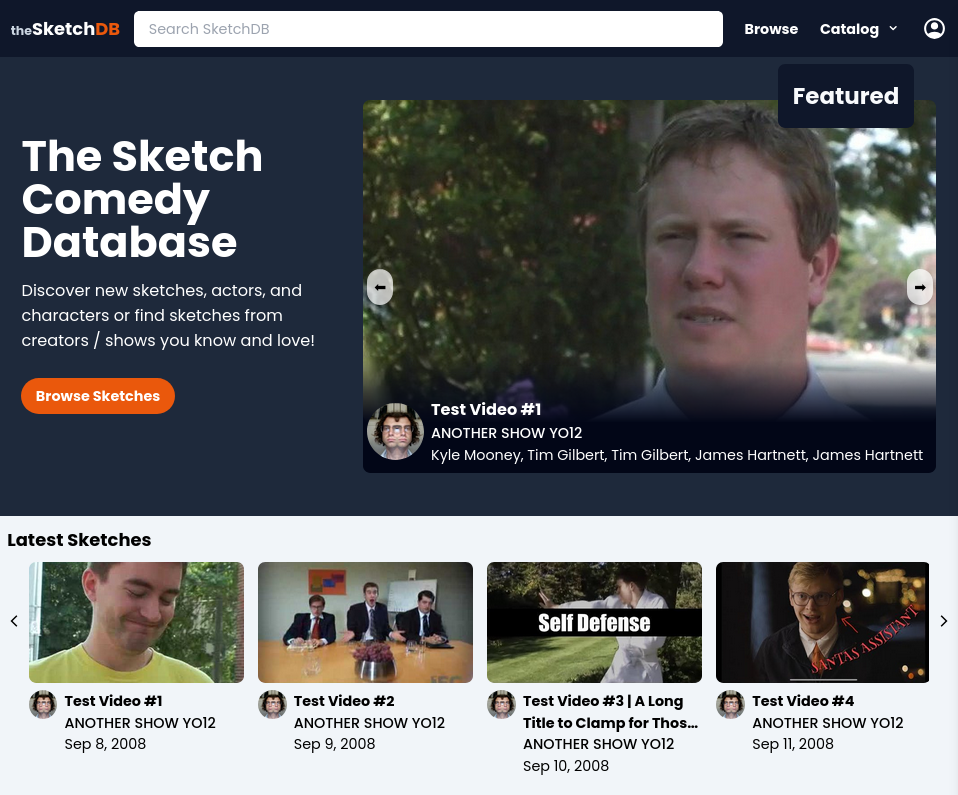 theSketchDB
Search SketchDB
Browse
Catalog
Featured
The Sketch
Comedy
Database
Discover new sketches, actors, and
characters or find sketches from
creators / shows you know and love!
Browse Sketches
Test Video #1
ANOTHER SHOW YO12
Kyle Mooney, Tim Gilbert, Tim Gilbert, James Hartnett, James Hartnett
Latest Sketches
IFC
Self Defense
SANTAS ASSISTANT
Test Video #1
ANOTHER SHOW YO12
Sep 8, 2008
Test Video #2
ANOTHER SHOW YO12
Sep 9, 2008
Test Video #3 | A Long
Title to Clamp for Thos...
ANOTHER SHOW YO12
Sep 10, 2008
Test Video #4
ANOTHER SHOW YO12
Sep 11, 2008